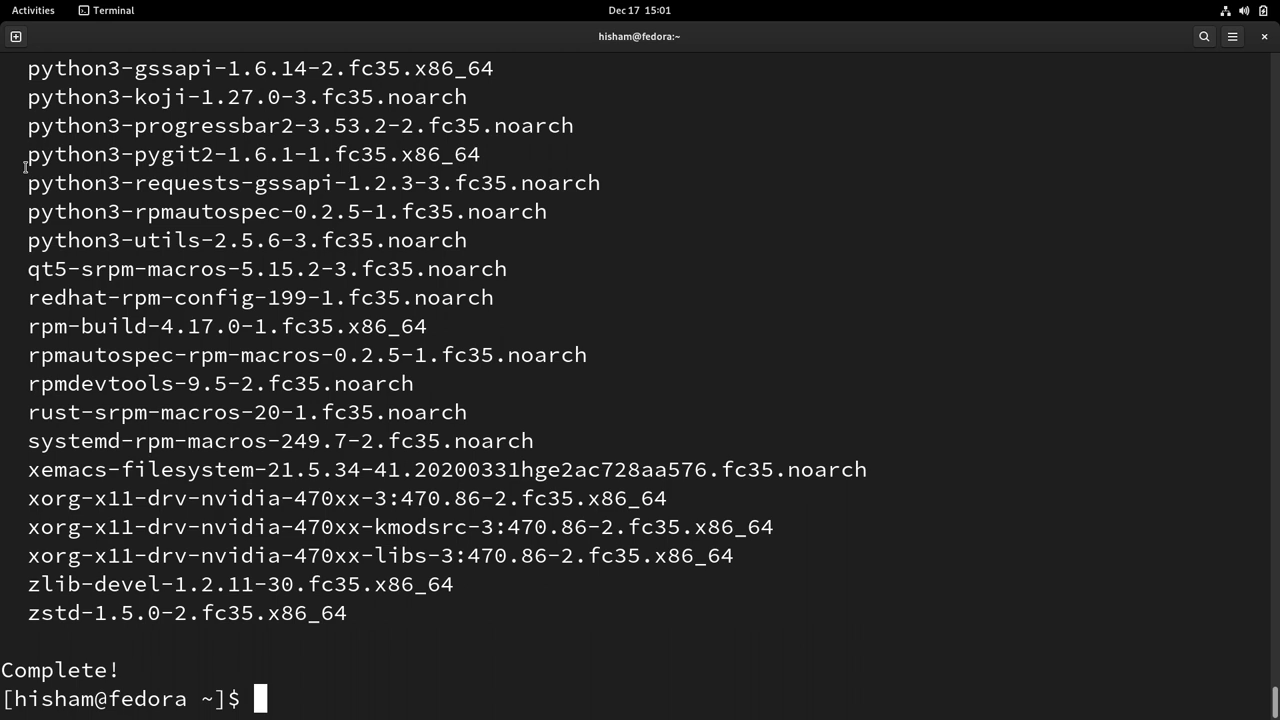 Activities
Terminal
Dec 17 15:01
hisham@fedora:~
python3-gssapi-1.6.14-2.fc35.x86_64
python3-koji-1.27.0-3.fc35.noarch
python3-progressbar2-3.53.2-2.fc35.noarch
python3-pygit2-1.6.1-1.fc35.x86_64
python3-requests-gssapi-1.2.3-3.fc35.noarch
python3-rpmautospec-0.2.5-1.fc35.noarch
python3-utils-2.5.6-3.fc35.noarch
qt5-srpm-macros-5.15.2-3.fc35.noarch
redhat-rpm-config-199-1.fc35.noarch
rpm-build-4.17.0-1.fc35.x86_64
rpmautospec-rpm-macros-0.2.5-1.fc35.noarch
rpmdevtools-9.5-2.fc35.noarch
rust-srpm-macros-20-1.fc35.noarch
systemd-rpm-macros-249.7-2.fc35.noarch
xemacs-filesystem-21.5.34-41.20200331hge2ac728aa576.fc35.noarch
xorg-x11-drv-nvidia-470xx-3:470.86-2.fc35.x86_64
xorg-x11-drv-nvidia-470xx-kmodsrc-3:470.86-2.fc35.x86_64
xorg-x11-drv-nvidia-470xx-libs-3:470.86-2.fc35.x86_64
zlib-devel-1.2.11-30.fc35.x86_64
zstd-1.5.0-2.fc35.x86_64
Complete!
[hisham@fedora ~]$